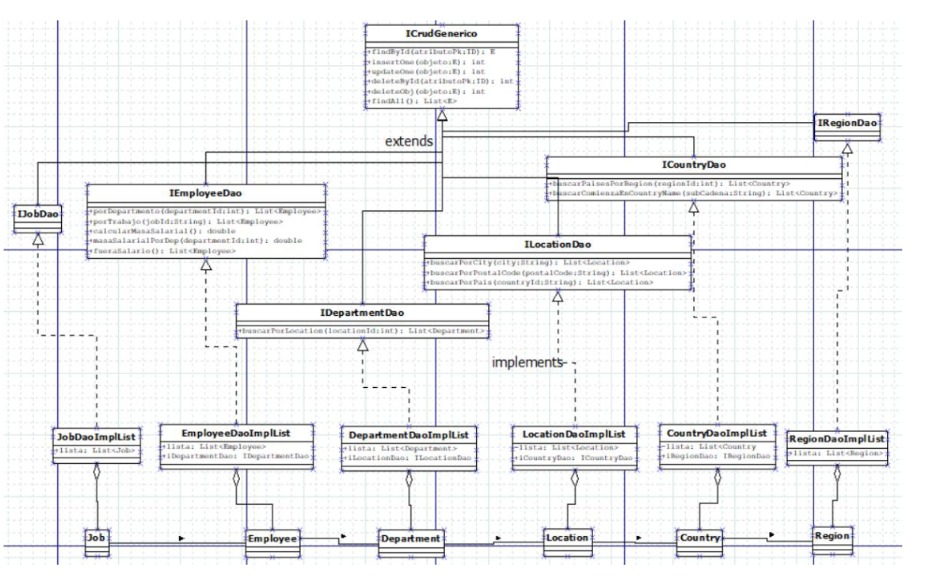 ICrudGenerico
+findById(atributoPk:ID): E
+insertOne(objeto:E): int
+updateOne(objeto:E): int
+deleteById(atributoPk:ID): int
+deleteObj(objeto:E): int
+findAll(): List<E>
IRegionDao
extends
ICountryDao
+buscarPaisesPorRegion(regionId:int): List<Country>
+buscarComienzaEnCountryName(subCadena:String): List<Country>
IJobDao
IEmployeeDao
+porDepartamento(departmentId:int): List<Employee>
+porTrabajo(jobId:String): List<Employee>
+calcularMasaSalarial(): double
+masaSalarialPorDep(departmentId:int): double
+fueraSalario(): List<Employee>
ILocationDao
+buscarPorCity(city:String): List<Location>
+buscarPorPostalCode(postalCode:String): List<Location>
+buscarPorPais(countryId:String): List<Location>
IDepartmentDao
+buscarPorLocation(locationId:int): List<Department>
implements
JobDaoImplList
+lista: List<Job>
EmployeeDaoImplList
+lista: List<Employee>
+iDepartmentDao: IDepartmentDao
DepartmentDaoImplList
+lista: List<Department>
+iLocationDao: ILocationDao
LocationDaoImplList
-lista: List<Location>
+iCountryDao: ICountryDao
CountryDaoImplList
-lista: List<Country
+iRegionDao: IRegionDao
RegionDaoImplList
+lista: List<Region>
Job
Employee
Department
Location
Country
Region